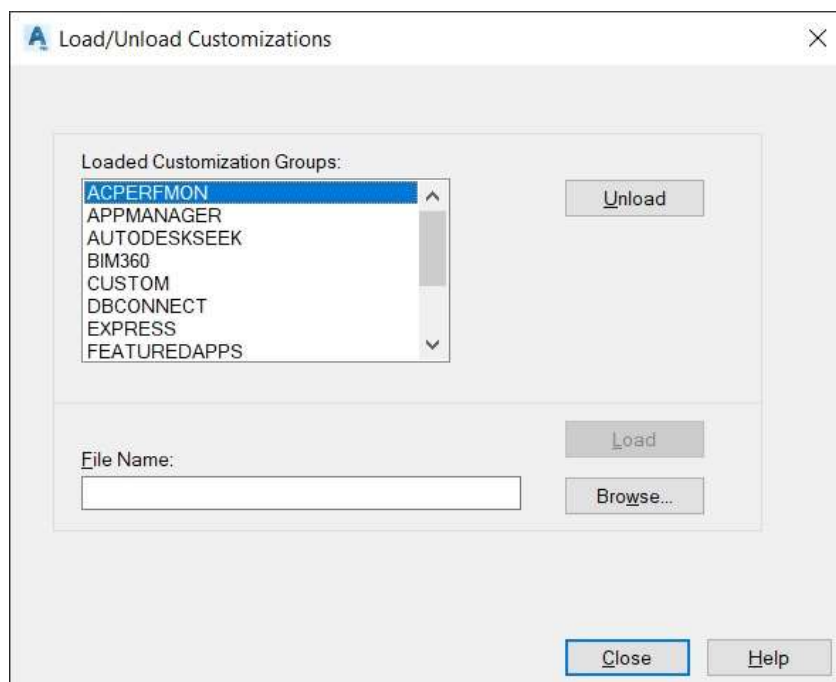 Load/Unload Customizations
Loaded Customization Groups:
ACPERFMON
APPMANAGER
AUTODESKSEEK
BIM360
CUSTOM
DBCONNECT
EXPRESS
FEATUREDAPPS
Unload
Load
File Name:
Browse...
Close
Help